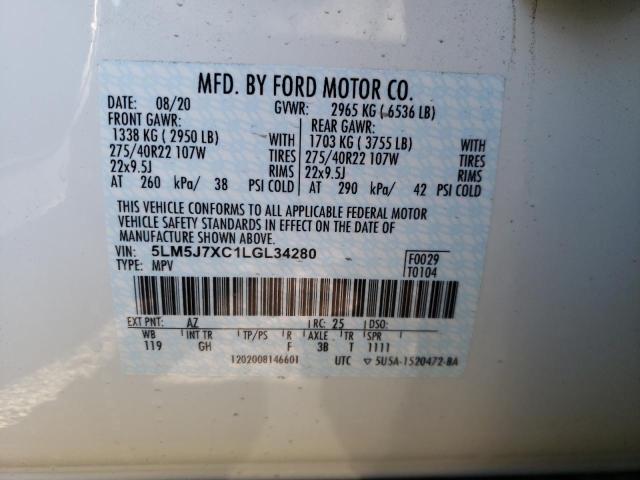 MFD. BY FORD MOTOR CO.
DATE: 08/20 GVWR: 2965 KG ( 6536 LB)
FRONT GAWR: REAR GAWR:
1338 KG ( 2950 LB) WITH 1703 KG ( 3755 LB) WITH
275/40R22 107W TIRES 275/40R22 107W TIRES
22x9.5J RIMS 22x9.5J RIMS
AT 260 kPa/ 38 PSI COLD AT 290 kPa/ 42 PSI COLD
THIS VEHICLE CONFORMS TO ALL APPLICABLE FEDERAL MOTOR
VEHICLE SAFETY STANDARDS IN EFFECT ON THE DATE OF
MANUFACTURE SHOWN ABOVE.
VIN: 5LM5J7XC1LGL34280 F0029
TYPE: MPV T0104
EXT PNT: AZ RC: 25 DSO:
WB INT TR TP/PS R AXLE TR SPR
119 GH F 3B T 1111
1202008146601 UTC ▽ 5U5A-1520472-BA